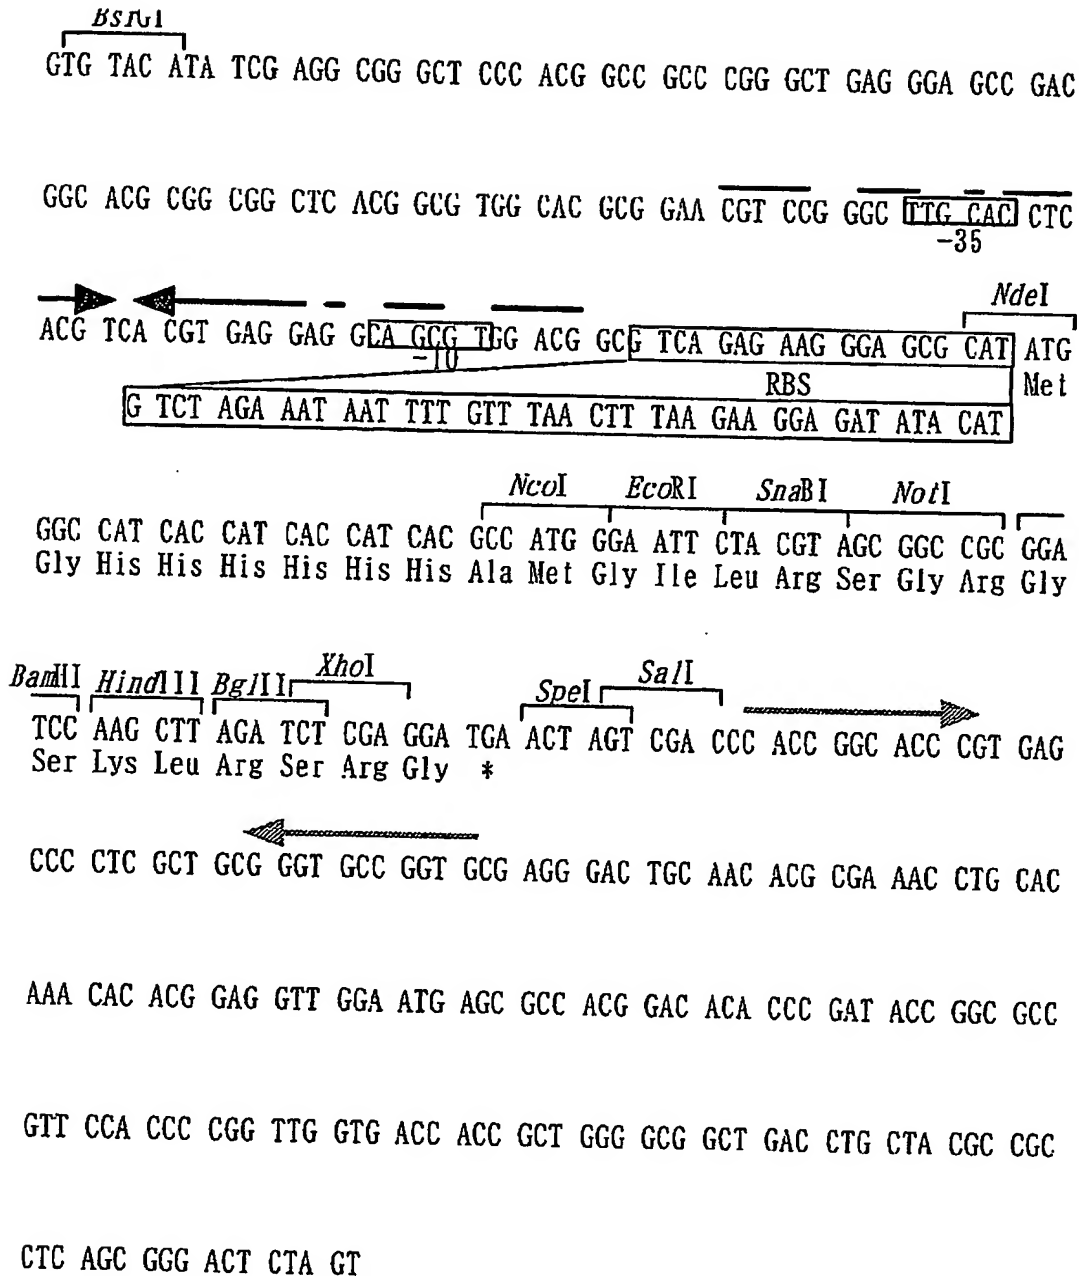 BsrGI
GTG TAC ATA TCG AGG CGG GCT CCC ACG GCC GCC CGG GCT GAG GGA GCC GAC
GGC ACG CGG CGG CTC ACG GCG TGG CAC GCG GAA CGT CCG GGC TTG CAC CTC
-35
NdeI
ACG TCA CGT GAG GAG GCA GCG TGG ACG GCG TCA GAG AAG GGA GCG CAT ATG
-10
RBS
Met
G TCT AGA AAT AAT TTT GTT TAA CTT TAA GAA GGA GAT ATA CAT
NcoI EcoRI SnaBI NotI
GGC CAT CAC CAT CAC CAT CAC GCC ATG GGA ATT CTA CGT AGC GGC CGC GGA
Gly His His His His His His Ala Met Gly Ile Leu Arg Ser Gly Arg Gly
BamHI HindIII BglII XhoI SpeI SalI
TCC AAG CTT AGA TCT CGA GGA TGA ACT AGT CGA CCC ACC GGC ACC CGT GAG
Ser Lys Leu Arg Ser Arg Gly *
CCC CTC GCT GCG GGT GCC GGT GCG AGG GAC TGC AAC ACG CGA AAC CTG CAC
AAA CAC ACG GAG GTT GGA ATG AGC GCC ACG GAC ACA CCC GAT ACC GGC GCC
GTT CCA CCC CGG TTG GTG ACC ACC GCT GGG GCG GCT GAC CTG CTA CGC CGC
CTC AGC GGG ACT CTA GT